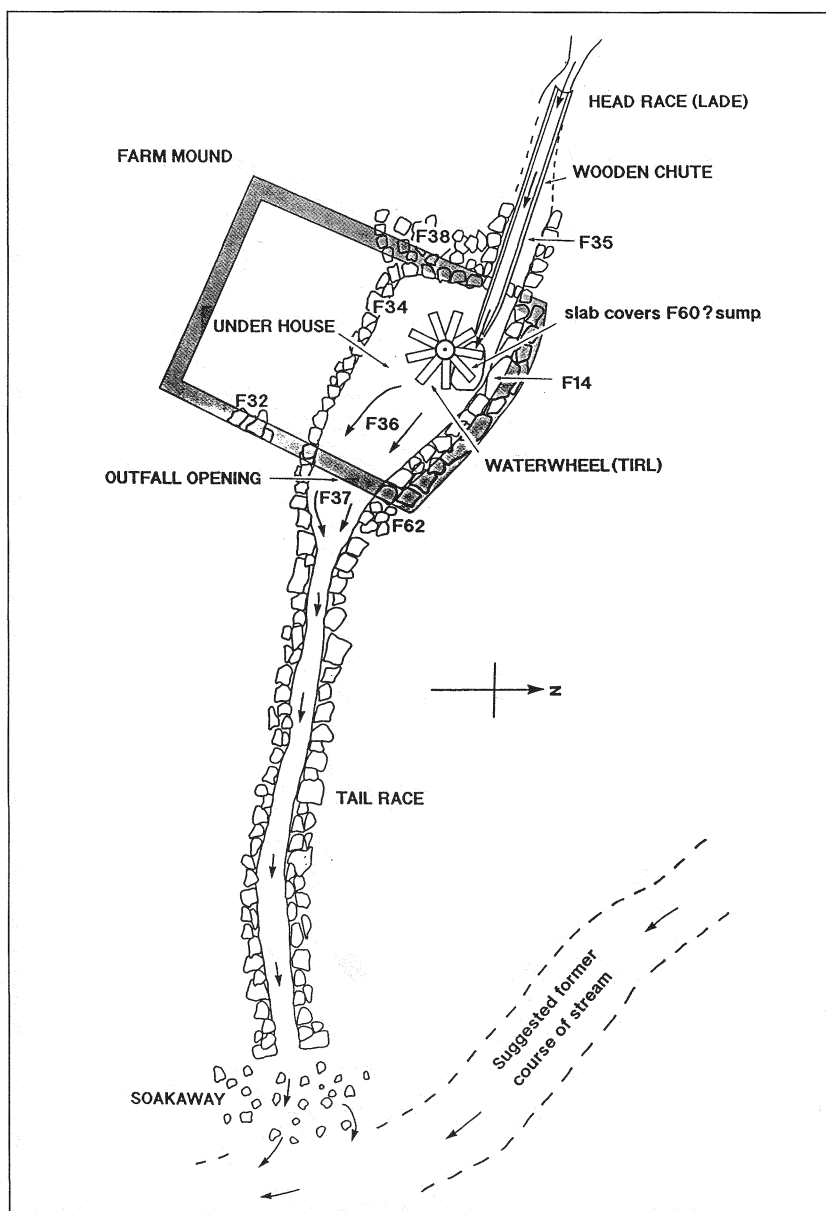 HEAD RACE (LADE)
FARM MOUND
WOODEN CHUTE
F38
F35
F34
slab covers F60? sump
UNDER HOUSE
F14
F32
F36
WATERWHEEL (TIRL)
OUTFALL OPENING
F37
F62
N
TAIL RACE
Suggested former
course of stream
SOAKAWAY